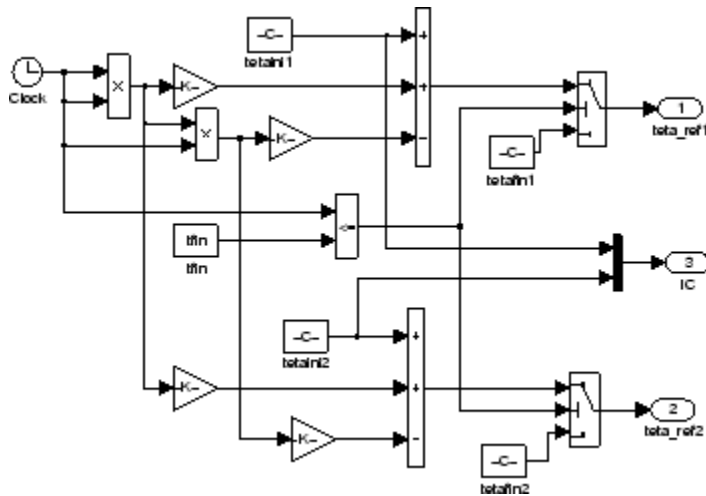 -C-
tetaini1
Clock
×
K-
+
+
-
×
K-
-C-
tetafin1
1
teta_ref1
<=
tfin
tfin
3
IC
-C-
tetaini2
+
+
-
K-
K-
-C-
tetafin2
2
teta_ref2